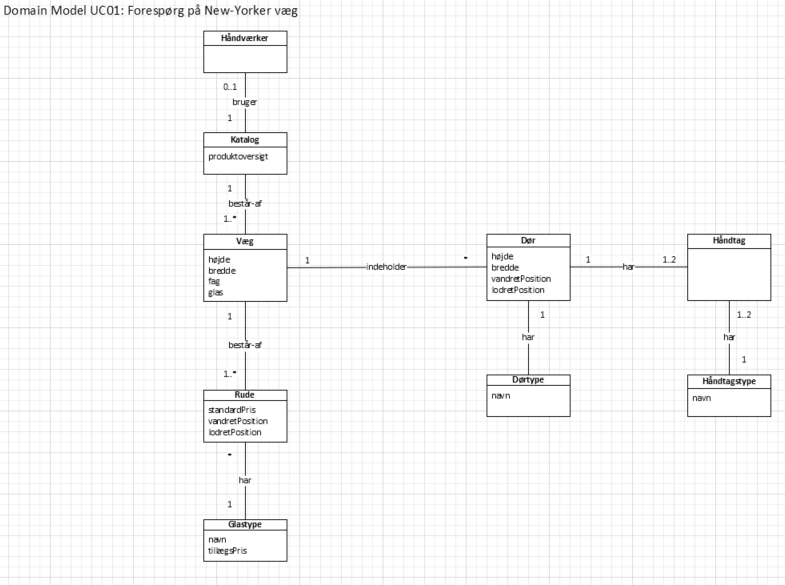 Domain Model UC01: Forespørg på New-Yorker væg
Håndværker
0..1
bruger
1
Katalog
produktoversigt
1
består-af
1..*
Væg
højde
bredde
fag
glas
1
indeholder
*
Dør
højde
bredde
vandretPosition
lodretPosition
1
har
1..2
Håndtag
1
består-af
1..*
1
har
Dørtype
navn
1..2
har
1
Håndtagstype
navn
Rude
standardPris
vandretPosition
lodretPosition
*
har
1
Glastype
navn
tillægsPris